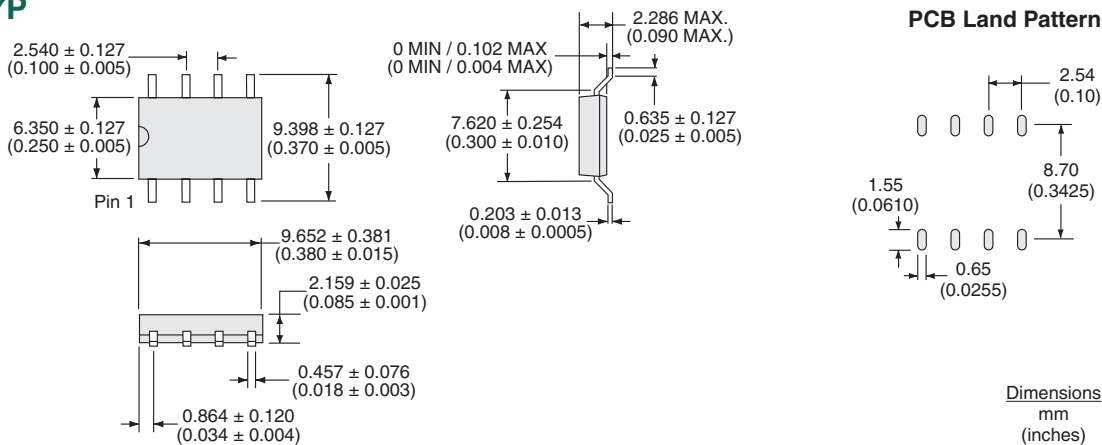 PCB Land Pattern
2.540 ± 0.127
(0.100 ± 0.005)
6.350 ± 0.127
(0.250 ± 0.005)
9.398 ± 0.127
(0.370 ± 0.005)
Pin 1
9.652 ± 0.381
(0.380 ± 0.015)
2.159 ± 0.025
(0.085 ± 0.001)
0.457 ± 0.076
(0.018 ± 0.003)
0.864 ± 0.120
(0.034 ± 0.004)
2.286 MAX.
(0.090 MAX.)
0 MIN / 0.102 MAX
(0 MIN / 0.004 MAX)
7.620 ± 0.254
(0.300 ± 0.010)
0.635 ± 0.127
(0.025 ± 0.005)
0.203 ± 0.013
(0.008 ± 0.0005)
2.54
(0.10)
8.70
(0.3425)
1.55
(0.0610)
0.65
(0.0255)
Dimensions
mm
(inches)